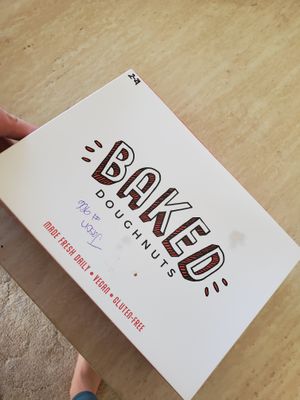 BAKED
DOUGHNUTS
MADE FRESH DAILY • VEGAN • GLUTEN-FREE